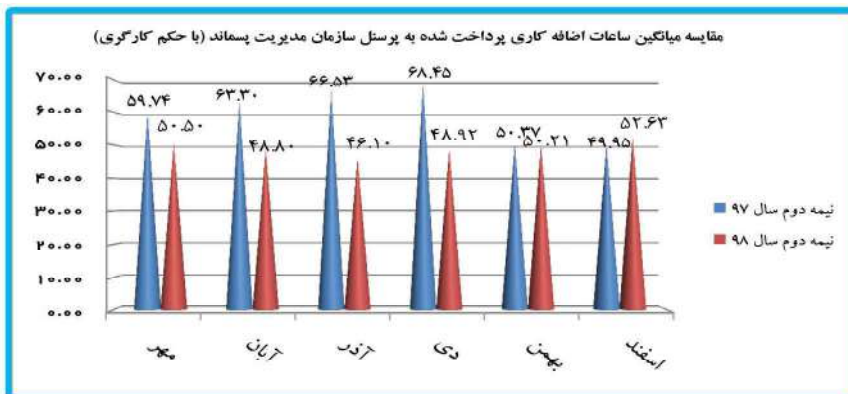 مقایسه میانگین ساعات اضافه کاری پرداخت شده به پرسنل سازمان مدیریت پسماند (با حکم کارگری)
۷۰.۰۰
۶۰.۰۰
۵۰.۰۰
۴۰.۰۰
۳۰.۰۰
۲۰.۰۰
۱۰.۰۰
۰.۰۰
۵۹.۷۴
۵۰.۵۰
۶۳.۳۰
۴۸.۸۰
۶۶.۵۳
۴۶.۱۰
۶۸.۴۵
۴۸.۹۲
۵۰.۳۷
۵۰.۲۱
۴۹.۹۵
۵۲.۶۳
مهر
آبان
آذر
دی
بهمن
اسفند
نیمه دوم سال ۹۷
نیمه دوم سال ۹۸